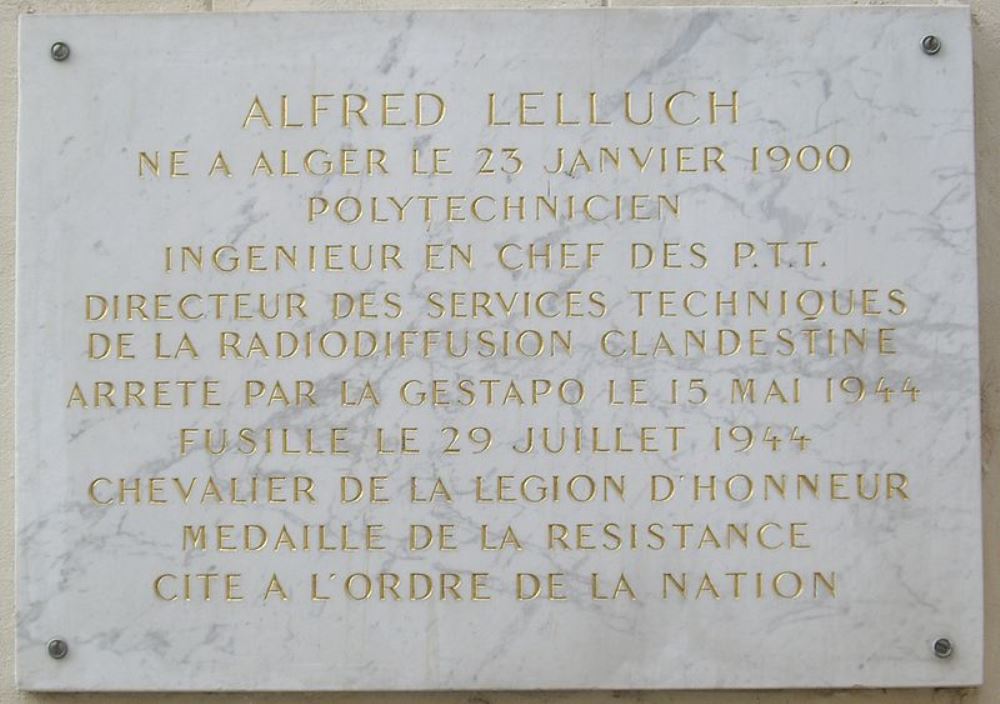 ALFRED LELLUCH
NE A ALGER LE 23 JANVIER 1900
POLYTECHNICIEN
INGENIEUR EN CHEF DES P.T.T.
DIRECTEUR DES SERVICES TECHNIQUES
DE LA RADIODIFFUSION CLANDESTINE
ARRETE PAR LA GESTAPO LE 15 MAI 1944
FUSILLE LE 29 JUILLET 1944
CHEVALIER DE LA LEGION D'HONNEUR
MEDAILLE DE LA RESISTANCE
CITE A L'ORDRE DE LA NATION